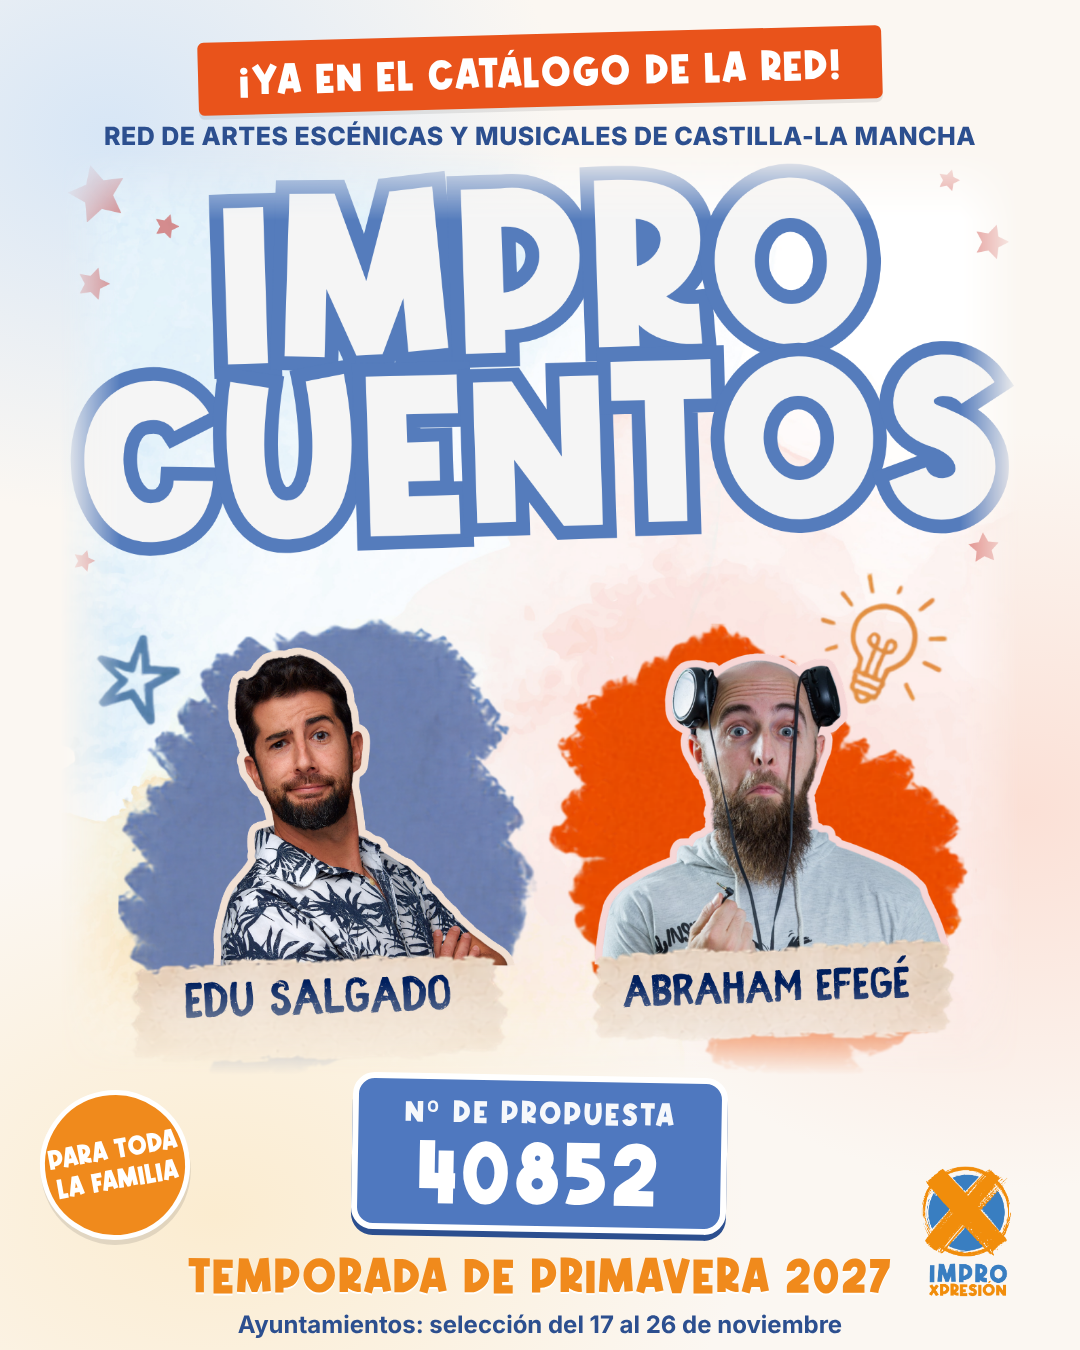 ¡YA EN EL CATÁLOGO DE LA RED!
RED DE ARTES ESCÉNICAS Y MUSICALES DE CASTILLA-LA MANCHA
IMPRO
CUENTOS
EDU SALGADO
ABRAHAM EFEGÉ
Nº DE PROPUESTA
40852
PARA TODA
LA FAMILIA
IMPRO
XPRESIÓN
TEMPORADA DE PRIMAVERA 2027
Ayuntamientos: selección del 17 al 26 de noviembre